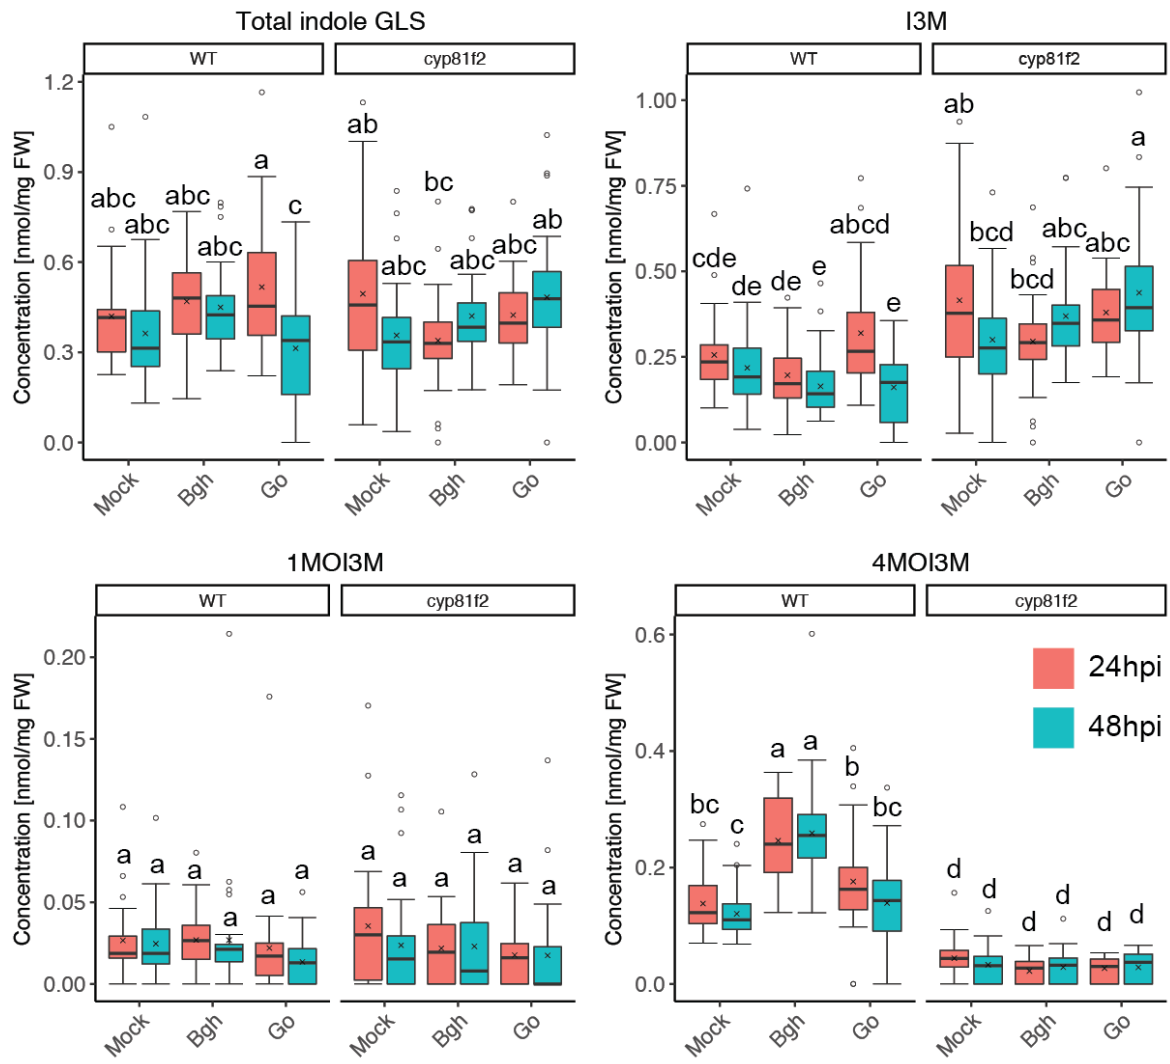 Total indole GLS
WT
cyp81f2
Concentration [nmol/mg FW]
1.2
0.9
0.6
0.3
0.0
abc
abc
abc
abc
a
c
ab
abc
bc
abc
abc
ab
Mock
Bgh
Go
Mock
Bgh
Go
I3M
WT
cyp81f2
Concentration [nmol/mg FW]
1.00
0.75
0.50
0.25
0.00
cde
de
de
e
abcd
e
ab
bcd
bcd
abc
abc
a
Mock
Bgh
Go
Mock
Bgh
Go
1MOI3M
WT
cyp81f2
Concentration [nmol/mg FW]
0.20
0.15
0.10
0.05
0.00
a
a
a
a
a
a
a
a
a
a
a
a
Mock
Bgh
Go
Mock
Bgh
Go
4MOI3M
WT
cyp81f2
Concentration [nmol/mg FW]
0.6
0.4
0.2
0.0
bc
c
a
a
b
bc
d
d
d
d
d
d
24hpi
48hpi
Mock
Bgh
Go
Mock
Bgh
Go